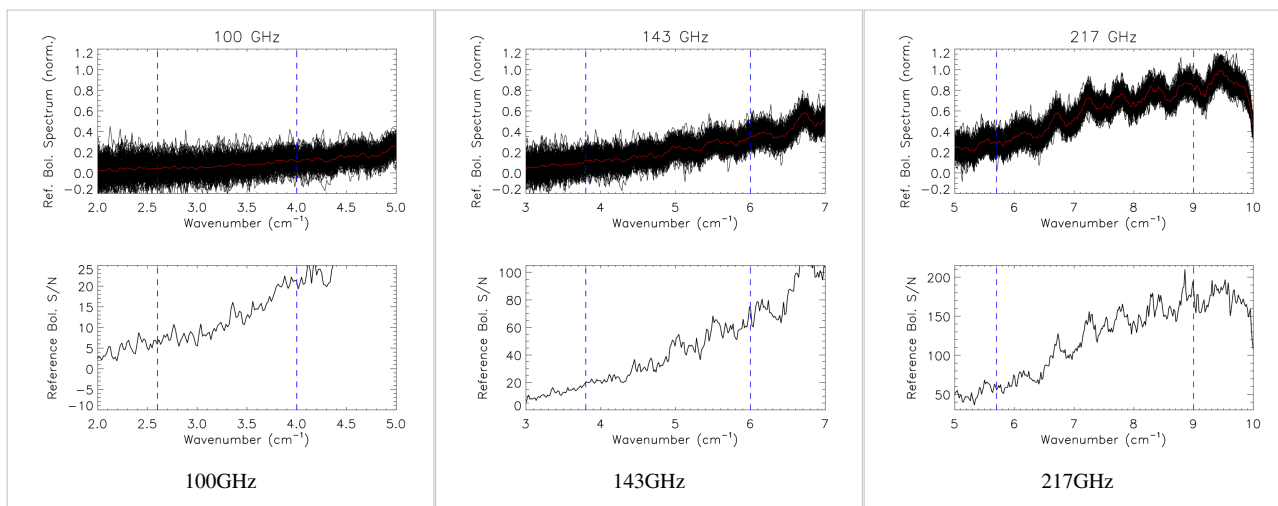 100 GHz
Ref. Bol. Spectrum (norm.)
1.2
1.0
0.8
0.6
0.4
0.2
0.0
−0.2
2.0 2.5 3.0 3.5 4.0 4.5 5.0
Wavenumber (cm⁻¹)
Reference Bol. S/N
25
20
15
10
5
0
−5
−10
2.0 2.5 3.0 3.5 4.0 4.5 5.0
Wavenumber (cm⁻¹)
100GHz
143 GHz
Ref. Bol. Spectrum (norm.)
1.2
1.0
0.8
0.6
0.4
0.2
0.0
−0.2
3 4 5 6 7
Wavenumber (cm⁻¹)
Reference Bol. S/N
100
80
60
40
20
0
3 4 5 6 7
Wavenumber (cm⁻¹)
143GHz
217 GHz
Ref. Bol. Spectrum (norm.)
1.2
1.0
0.8
0.6
0.4
0.2
0.0
−0.2
5 6 7 8 9 10
Wavenumber (cm⁻¹)
Reference Bol. S/N
200
150
100
50
5 6 7 8 9 10
Wavenumber (cm⁻¹)
217GHz